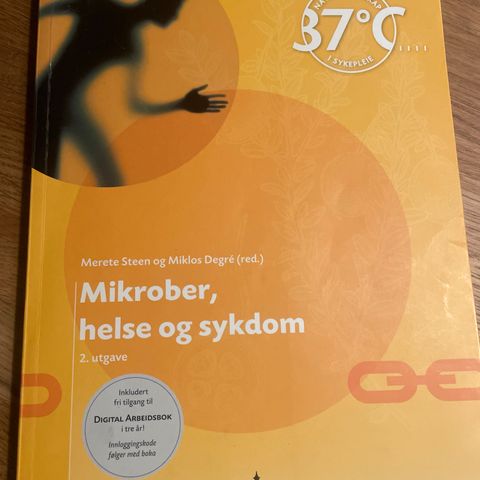 37°C
I SYKEPLEIE
Merete Steen og Miklos Degré (red.)
Mikrober,
helse og sykdom
2. utgave
Inkludert
fri tilgang til
DIGITAL ARBEIDSBOK
i tre år!
Innloggingskode
følger med boka